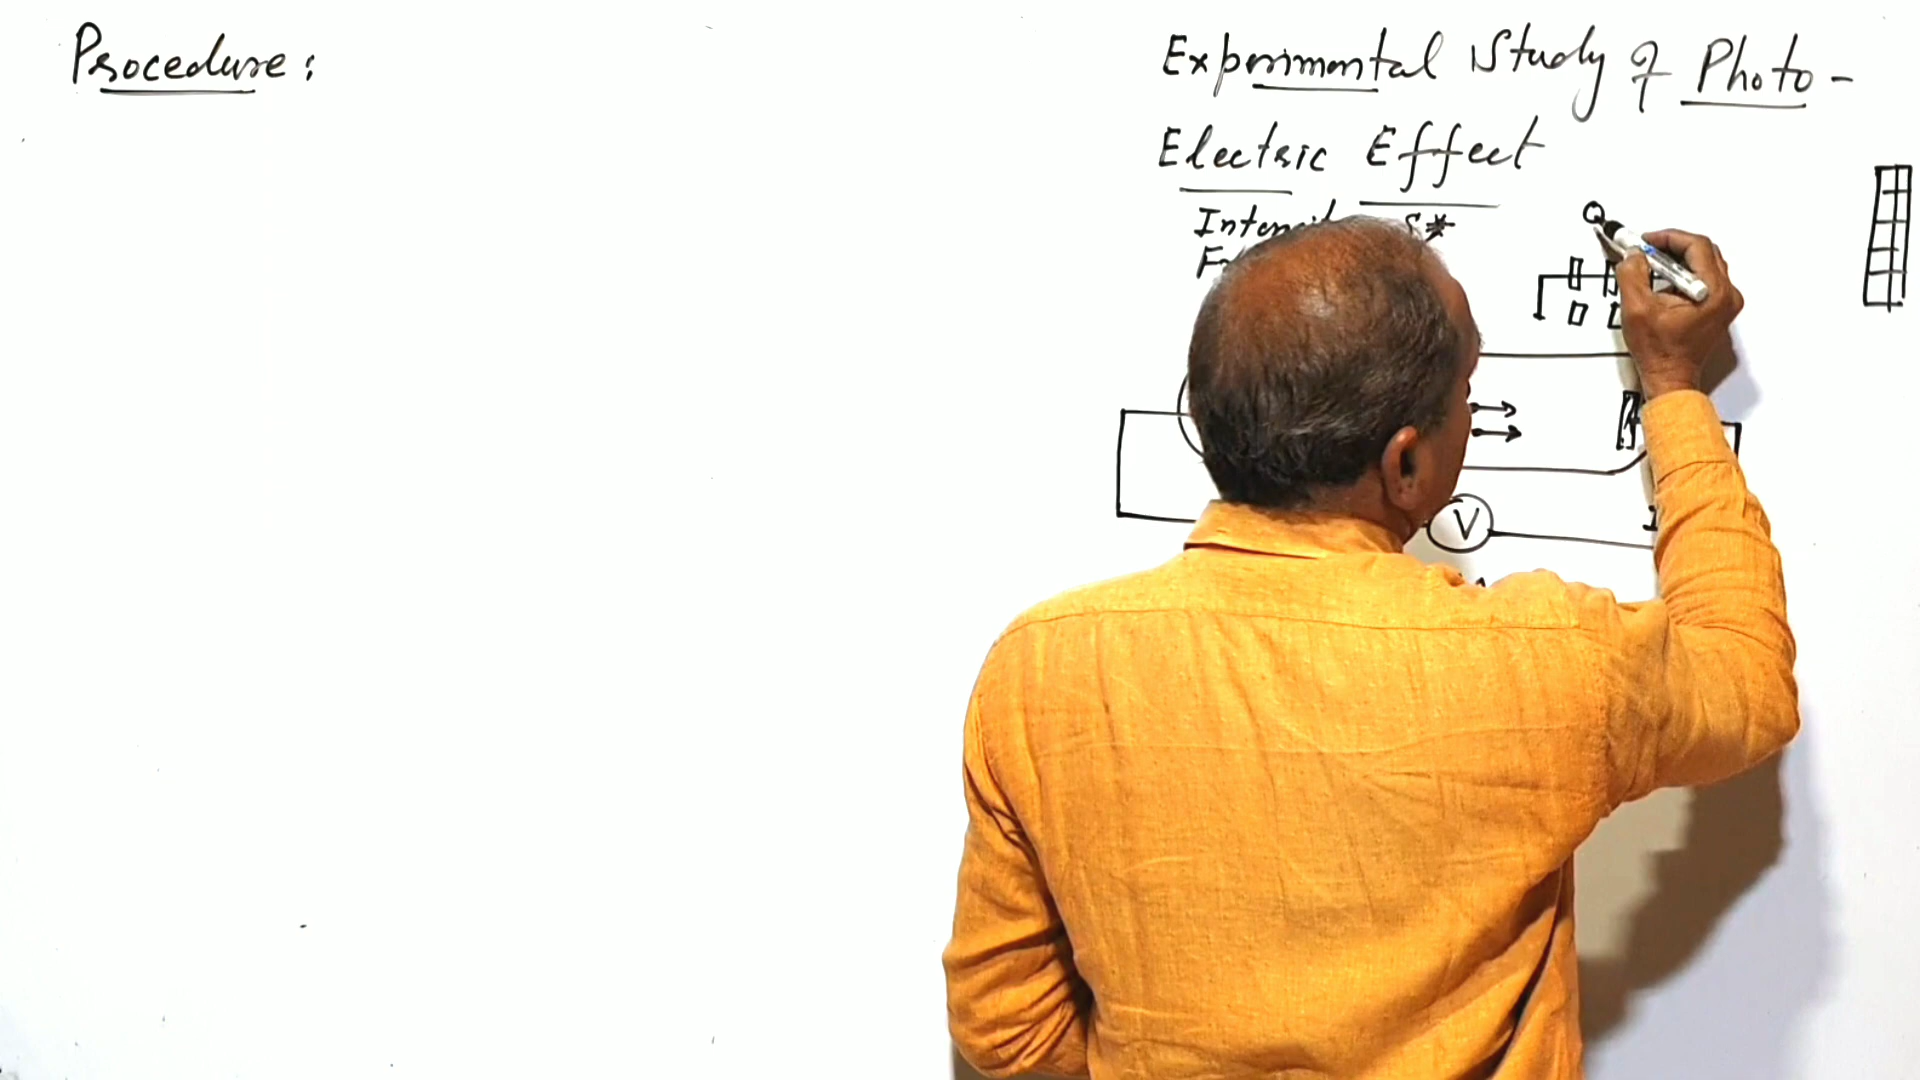 Procedure:
Experimental Study of Photo-
Electric Effect
S*
V